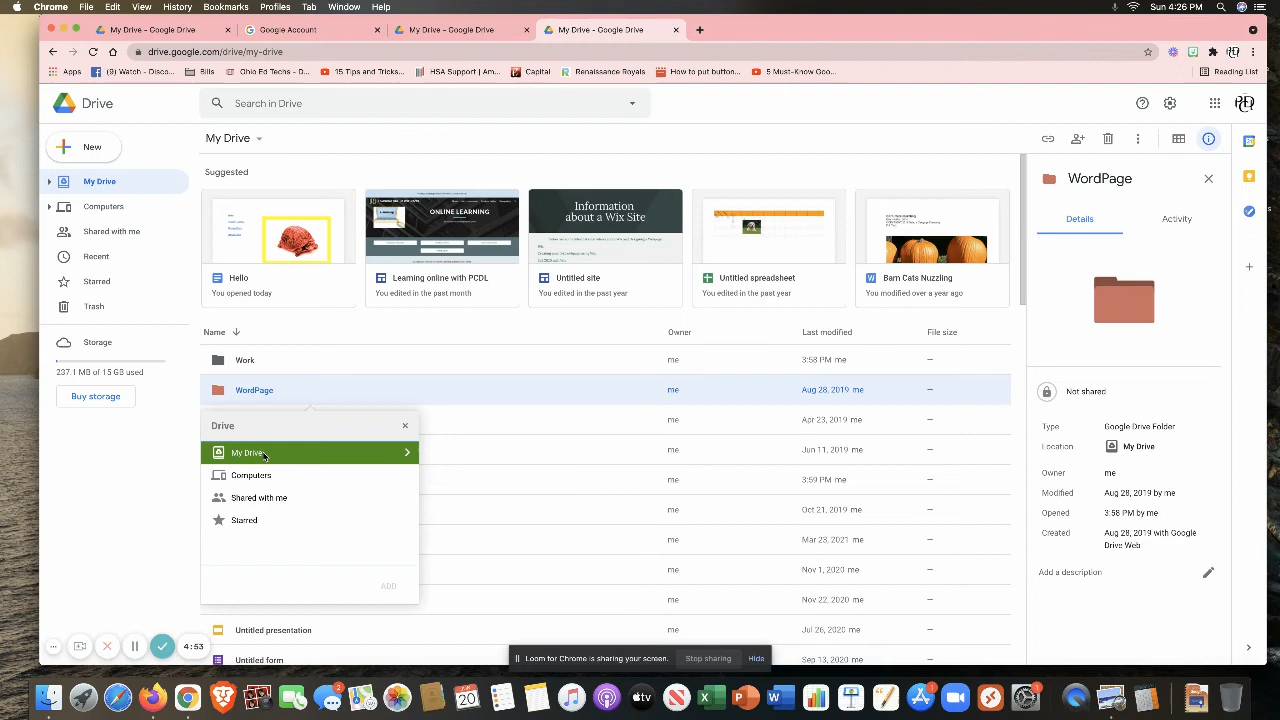 Chrome File Edit View History Bookmarks Profiles Tab Window Help Sun 4:26 PM
My Drive - Google Drive Google Account My Drive - Google Drive My Drive - Google Drive
drive.google.com/drive/my-drive
Apps (9) Watch - Disco... Bills Ohio Ed Techs - D... 15 Tips and Tricks... HSA Support | Am... Capital Renaissance Royals How to put button... 5 Must-Know Goo... Reading List
Drive Search in Drive
My Drive
New
My Drive
Computers
Shared with me
Recent
Starred
Trash
Storage
237.1 MB of 15 GB used
Buy storage
Suggested
ONLINE LEARNING
Information
about a Wix Site
Hello
You opened today
Learning online with PCDL
You edited in the past month
Untitled site
You edited in the past year
Untitled spreadsheet
You edited in the past year
Barn Cats Nuzzling
You modified over a year ago
Name Owner Last modified File size
Work me 3:58 PM me –
WordPage me Aug 28, 2019 me –
me Apr 23, 2019 me –
me Jun 11, 2019 me –
me 3:59 PM me –
me Oct 21, 2019 me –
me Mar 23, 2021 me –
me Nov 1, 2020 me –
me Nov 22, 2020 me –
Untitled presentation me Jul 26, 2020 me –
Untitled form me Sep 13, 2020 me –
Drive
My Drive
Computers
Shared with me
Starred
ADD
WordPage
Details Activity
Not shared
Type Google Drive Folder
Location My Drive
Owner me
Modified Aug 28, 2019 by me
Opened 3:58 PM by me
Created Aug 28, 2019 with Google
Drive Web
Add a description
4:53
Loom for Chrome is sharing your screen. Stop sharing Hide